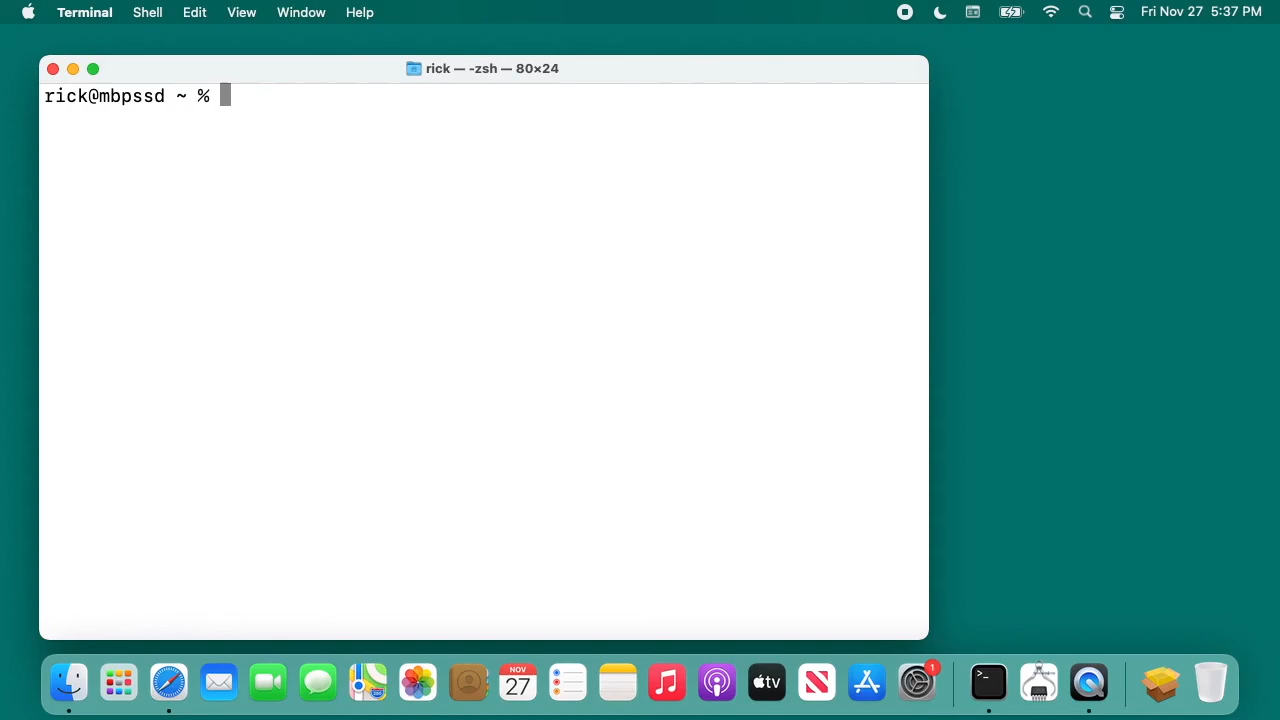 Terminal Shell Edit View Window Help Fri Nov 27 5:37 PM
rick — -zsh — 80×24
rick@mbpssd ~ %
1
NOV
27
tv
>_